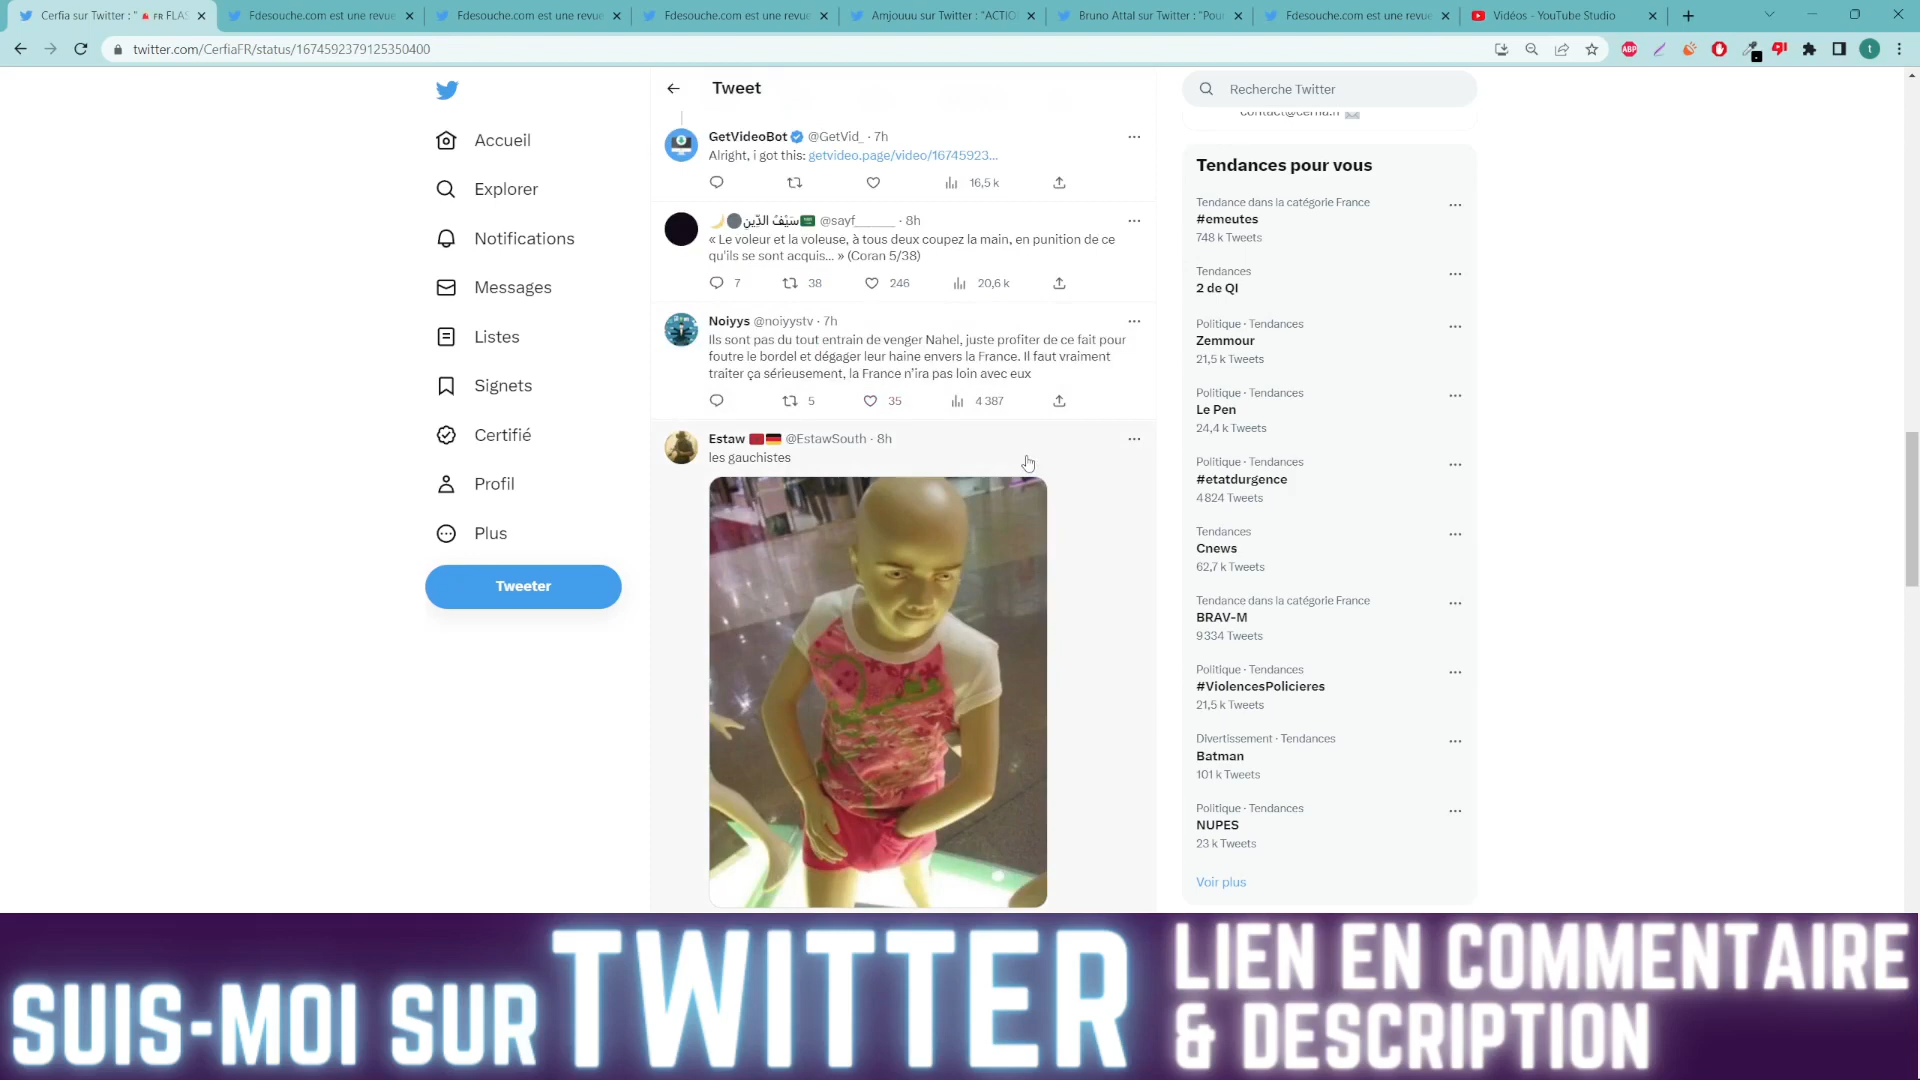 Cerfia sur Twitter : "🚨 FR FLAS
Fdesouche.com est une revue
Fdesouche.com est une revue
Fdesouche.com est une revue
Amjouuu sur Twitter : "ACTIO
Bruno Attal sur Twitter : "Pou
Fdesouche.com est une revue
Vidéos - YouTube Studio
twitter.com/CerfiaFR/status/1674592379125350400
ABP
t
Accueil
Explorer
Notifications
Messages
Listes
Signets
Certifié
Profil
Plus
Tweeter
Tweet
GetVideoBot @GetVid_ · 7h
Alright, i got this: getvideo.page/video/16745923...
16,5 k
سَيْفُ الدِّينِ @sayf______ · 8h
« Le voleur et la voleuse, à tous deux coupez la main, en punition de ce
qu'ils se sont acquis... » (Coran 5/38)
7 38 246 20,6 k
Noiyys @noiyystv · 7h
Ils sont pas du tout entrain de venger Nahel, juste profiter de ce fait pour
foutre le bordel et dégager leur haine envers la France. Il faut vraiment
traiter ça sérieusement, la France n'ira pas loin avec eux
5 35 4 387
Estaw @EstawSouth · 8h
les gauchistes
Recherche Twitter
contact@cerfia.fr
Tendances pour vous
Tendance dans la catégorie France
#emeutes
748 k Tweets
Tendances
2 de QI
Politique · Tendances
Zemmour
21,5 k Tweets
Politique · Tendances
Le Pen
24,4 k Tweets
Politique · Tendances
#etatdurgence
4 824 Tweets
Tendances
Cnews
62,7 k Tweets
Tendance dans la catégorie France
BRAV-M
9 334 Tweets
Politique · Tendances
#ViolencesPolicieres
21,5 k Tweets
Divertissement · Tendances
Batman
101 k Tweets
Politique · Tendances
NUPES
23 k Tweets
Voir plus
SUIS-MOI SUR TWITTER
LIEN EN COMMENTAIRE
& DESCRIPTION